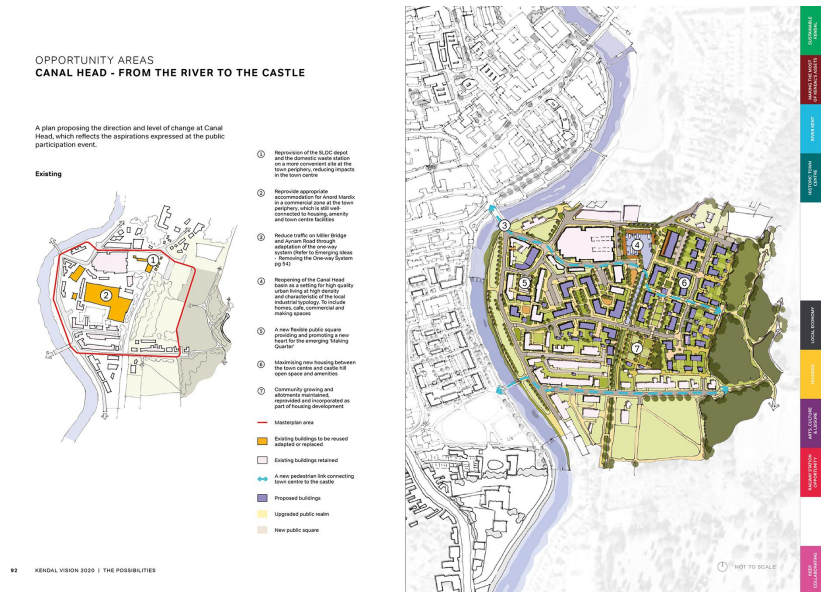 OPPORTUNITY AREAS
CANAL HEAD - FROM THE RIVER TO THE CASTLE
A plan proposing the direction and level of change at Canal
Head, which reflects the aspirations expressed at the public
participation event.
Existing
1
2
1
Reprovision of the SLDC depot
and the domestic waste station
on a more convenient site at the
town periphery, reducing impacts
in the town centre
2
Reprovide appropriate
accommodation for Anord Mardix
in a commercial zone at the town
periphery, which is still well-
connected to housing, amenity
and town centre facilities
3
Reduce traffic on Miller Bridge
and Aynam Road through
adaptation of the one-way
system (Refer to Emerging Ideas
- Removing the One-way System
pg 54)
4
Reopening of the Canal Head
basin as a setting for high quality
urban living at high density
and characteristic of the local
industrial typology. To include
homes, cafe, commercial and
making spaces
5
A new flexible public square
providing and promoting a new
heart for the emerging 'Making
Quarter'
6
Maximising new housing between
the town centre and castle hill
open space and amenities
7
Community growing and
allotments maintained,
reprovided and incorporated as
part of housing development
Masterplan area
Existing buildings to be reused
adapted or replaced
Existing buildings retained
A new pedestrian link connecting
town centre to the castle
Proposed buildings
Upgraded public realm
New public square
92 KENDAL VISION 2020 | THE POSSIBILITIES
3
4
5
6
7
NOT TO SCALE
SUSTAINABLE
KENDAL
MAKING THE MOST
OF KENDAL'S ASSETS
RIVER KENT
HISTORIC TOWN
CENTRE
LOCAL ECONOMY
HOUSING
ARTS, CULTURE
& LEISURE
RAILWAY STATION
OPPORTUNITY
KEEP
COLLABORATING